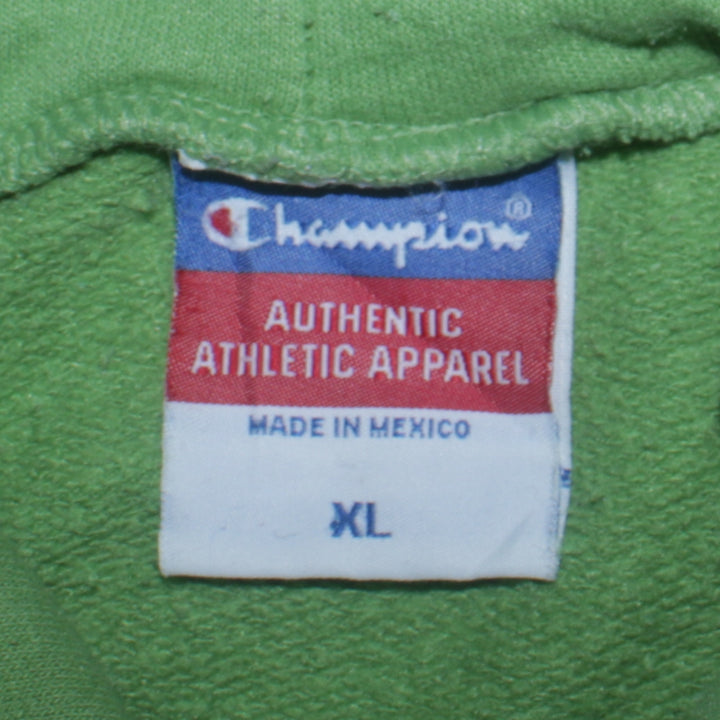 Champion®
AUTHENTIC
ATHLETIC APPAREL
MADE IN MEXICO
XL